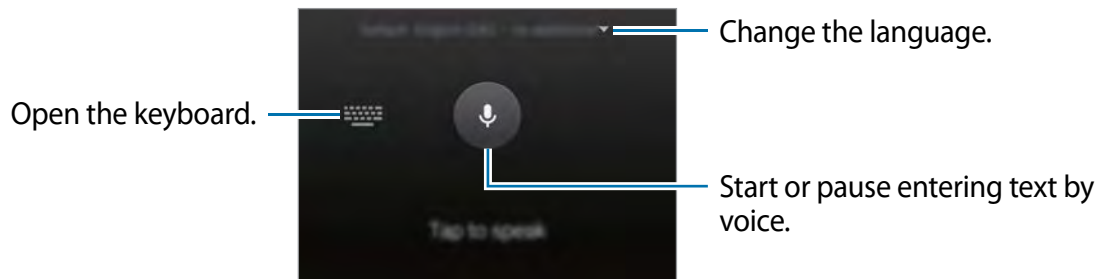 Change the language.
Open the keyboard.
Start or pause entering text by
voice.
Tap to speak